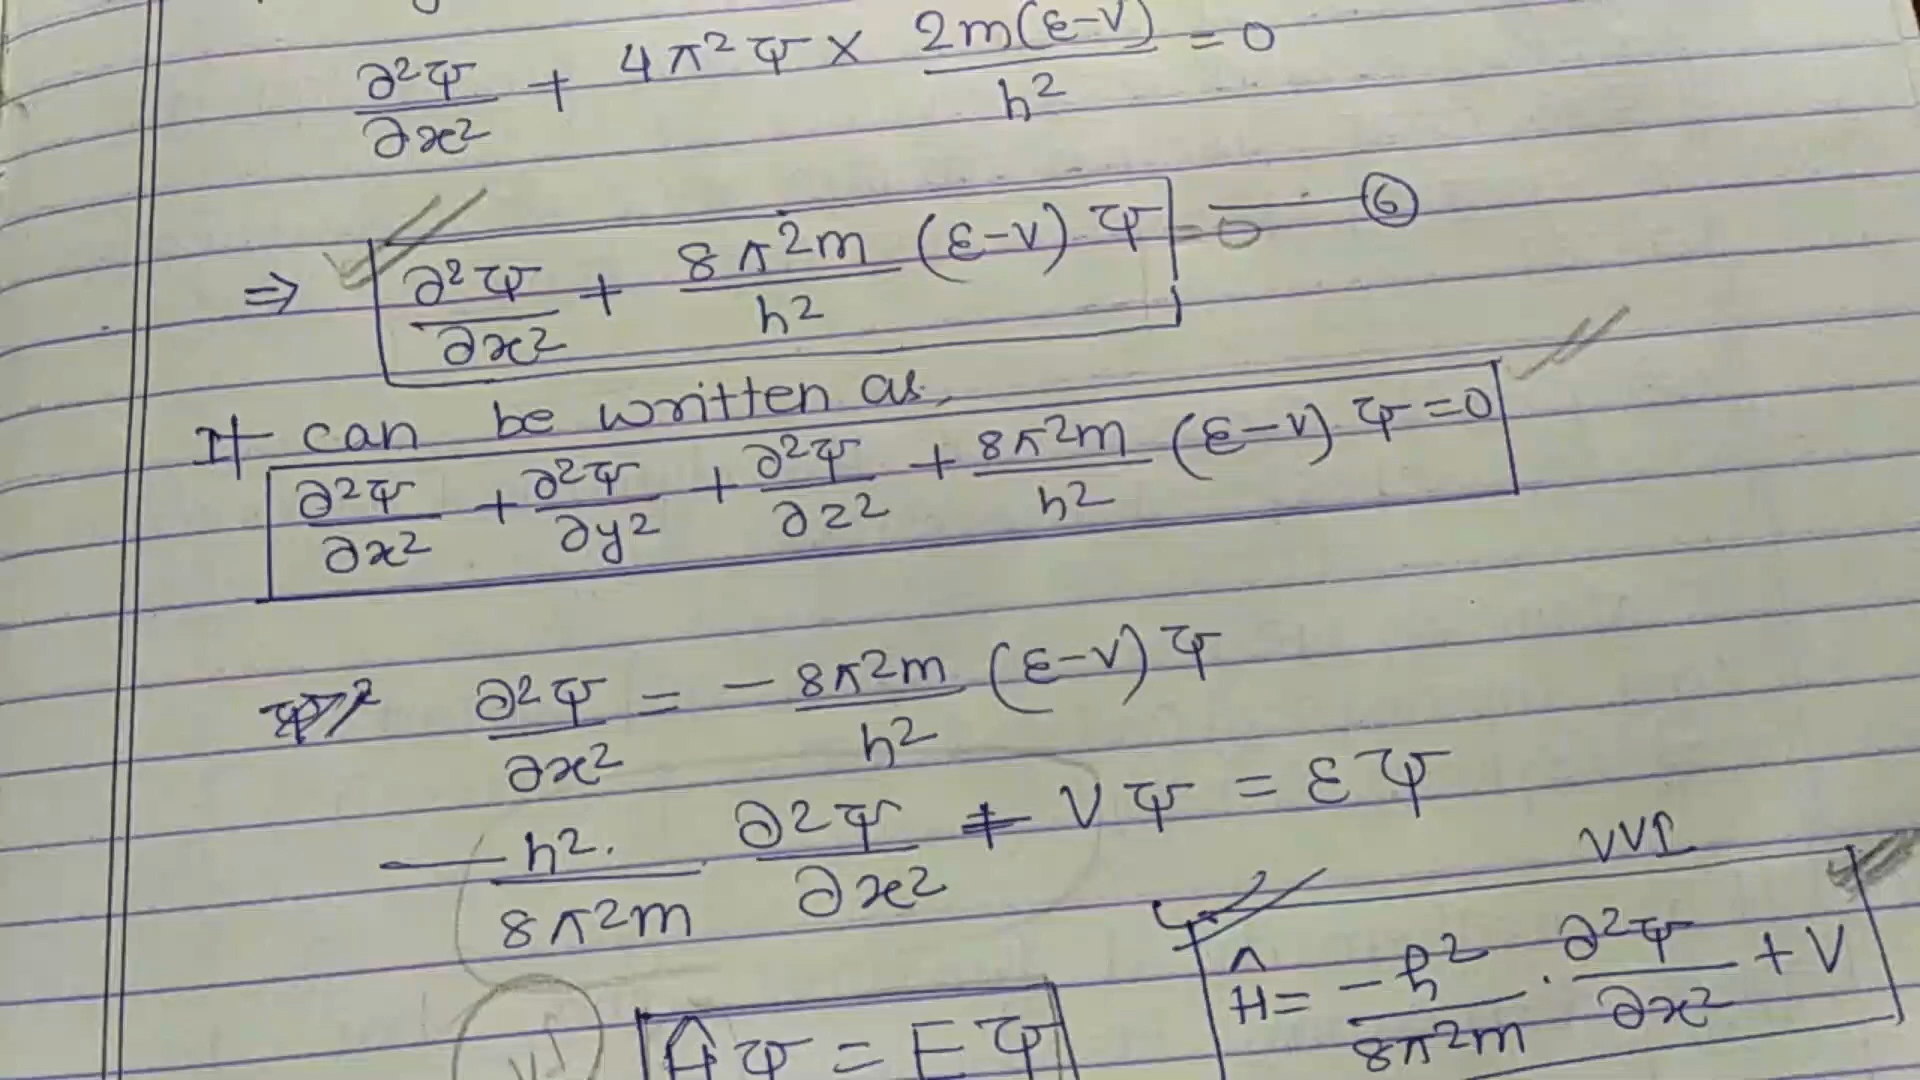 ∂²Ψ/∂x² + 4π²Ψ × 2m(ε-V)/h² = 0
⇒ ∂²Ψ/∂x² + 8π²m/h² (ε-V) Ψ = 0 —— ⑥
It can be written as,
∂²Ψ/∂x² + ∂²Ψ/∂y² + ∂²Ψ/∂z² + 8π²m/h² (ε-V) Ψ = 0
∂²Ψ/∂x² = - 8π²m/h² (ε-V) Ψ
- h²./8π²m ∂²Ψ/∂x² + VΨ = εΨ
VVI
Ĥ = -ℏ²/8π²m . ∂²Ψ/∂x² + V
ĤΨ = EΨ